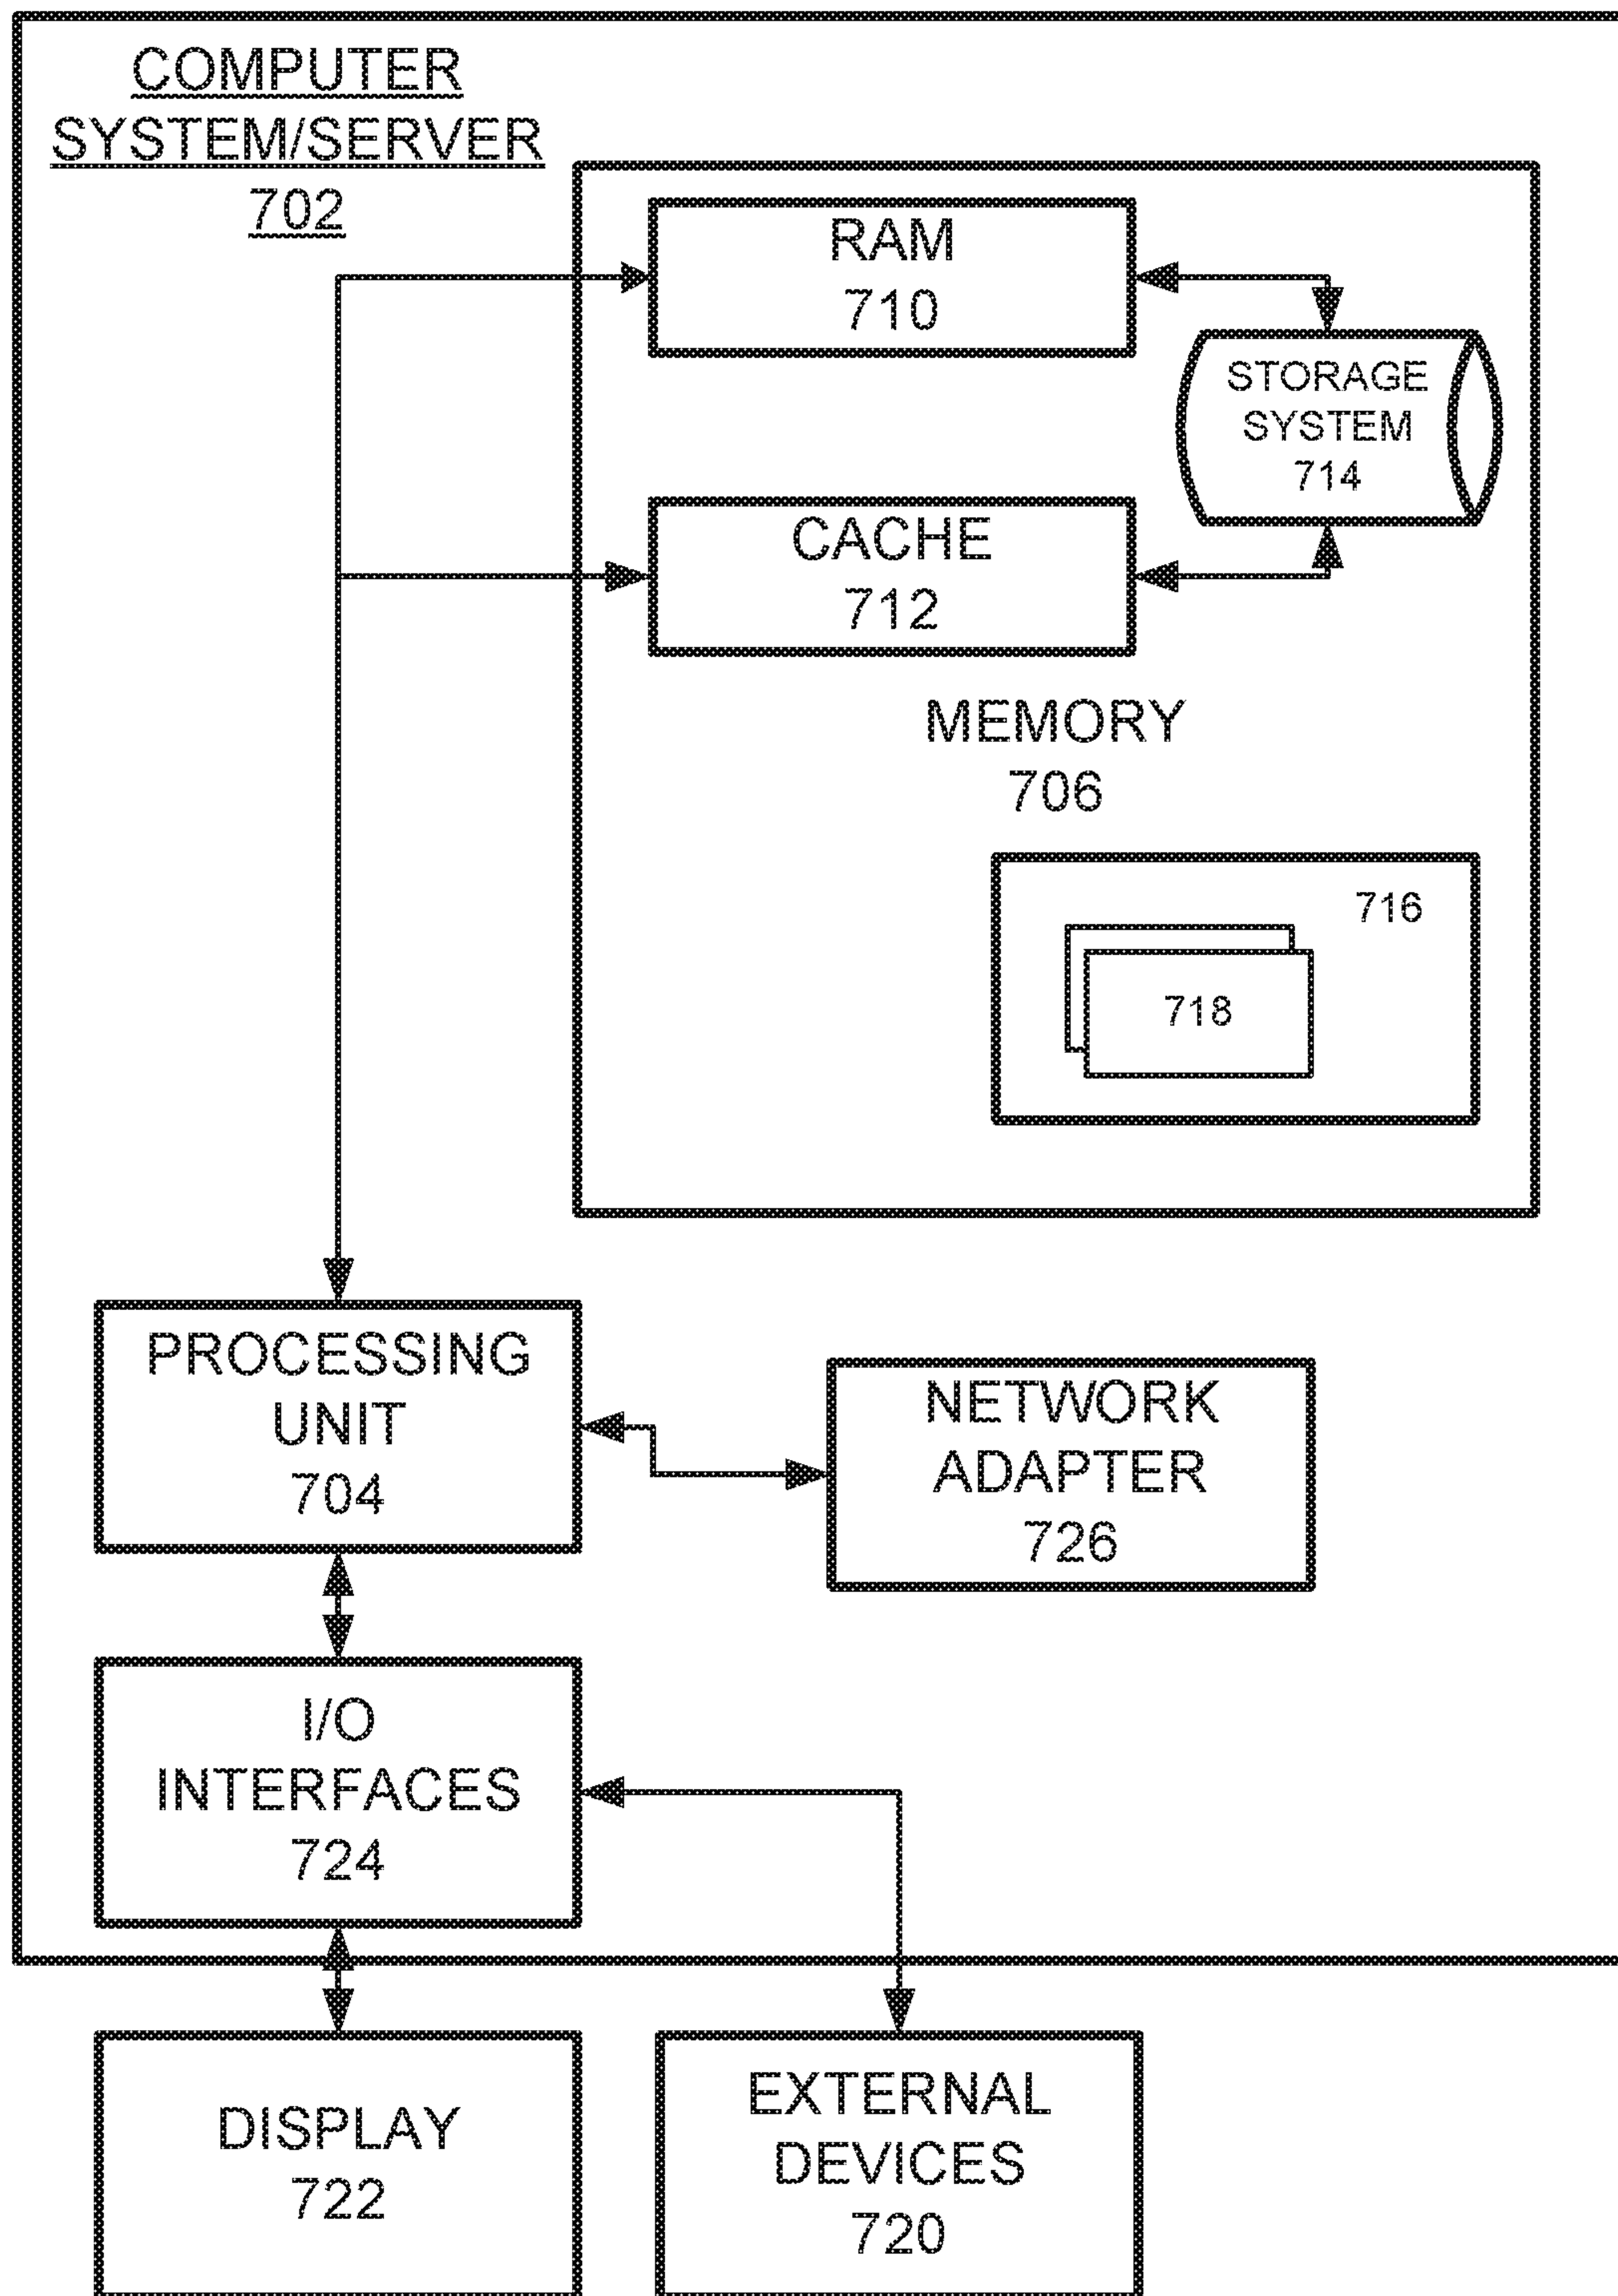 COMPUTER
SYSTEM/SERVER
702
RAM
710
STORAGE
SYSTEM
714
CACHE
712
MEMORY
706
716
718
PROCESSING
UNIT
704
NETWORK
ADAPTER
726
I/O
INTERFACES
724
DISPLAY
722
EXTERNAL
DEVICES
720